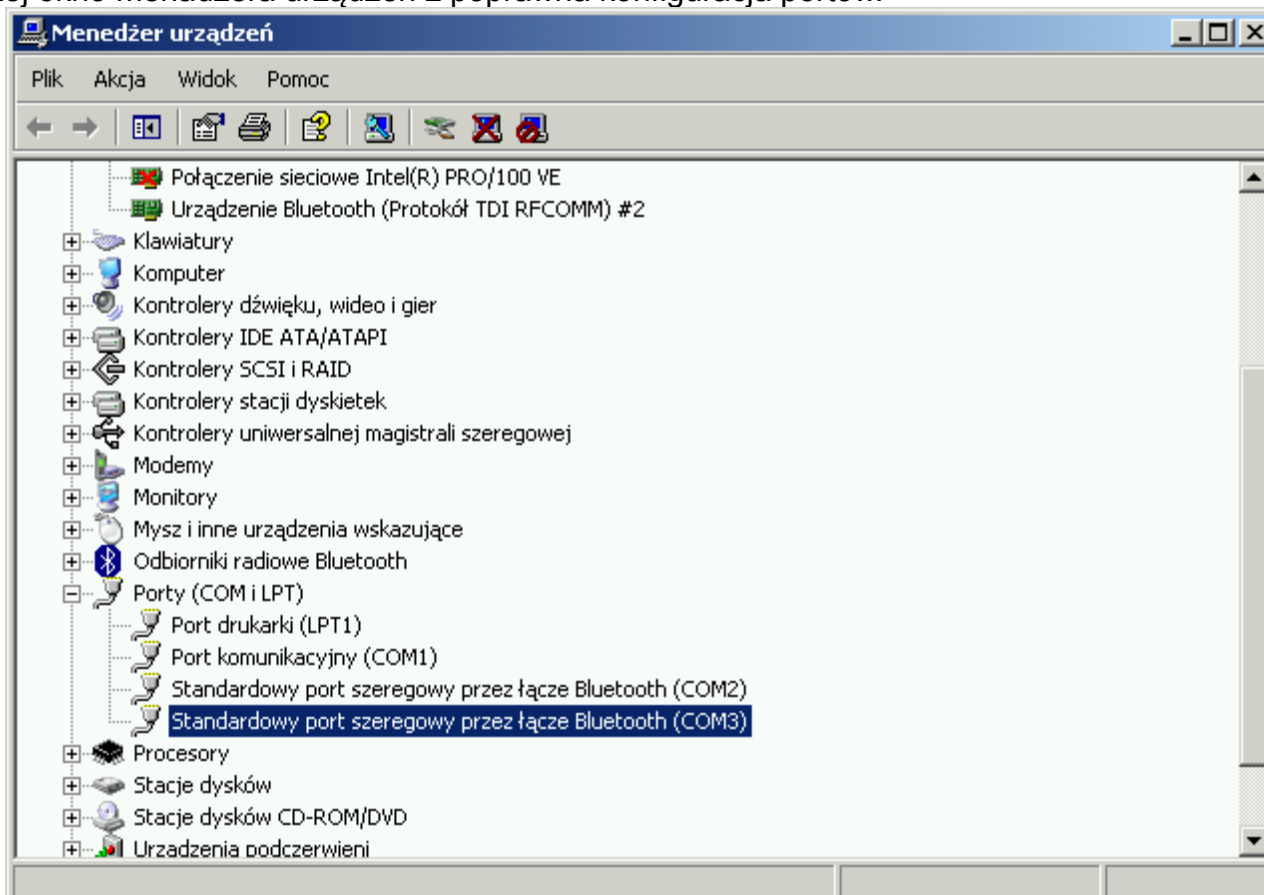 Menedżer urządzeń
Plik Akcja Widok Pomoc
Połączenie sieciowe Intel(R) PRO/100 VE
Urządzenie Bluetooth (Protokół TDI RFCOMM) #2
Klawiatury
Komputer
Kontrolery dźwięku, wideo i gier
Kontrolery IDE ATA/ATAPI
Kontrolery SCSI i RAID
Kontrolery stacji dyskietek
Kontrolery uniwersalnej magistrali szeregowej
Modemy
Monitory
Mysz i inne urządzenia wskazujące
Odbiorniki radiowe Bluetooth
Porty (COM i LPT)
Port drukarki (LPT1)
Port komunikacyjny (COM1)
Standardowy port szeregowy przez łącze Bluetooth (COM2)
Standardowy port szeregowy przez łącze Bluetooth (COM3)
Procesory
Stacje dysków
Stacje dysków CD-ROM/DVD
Urządzenia podczerwieni